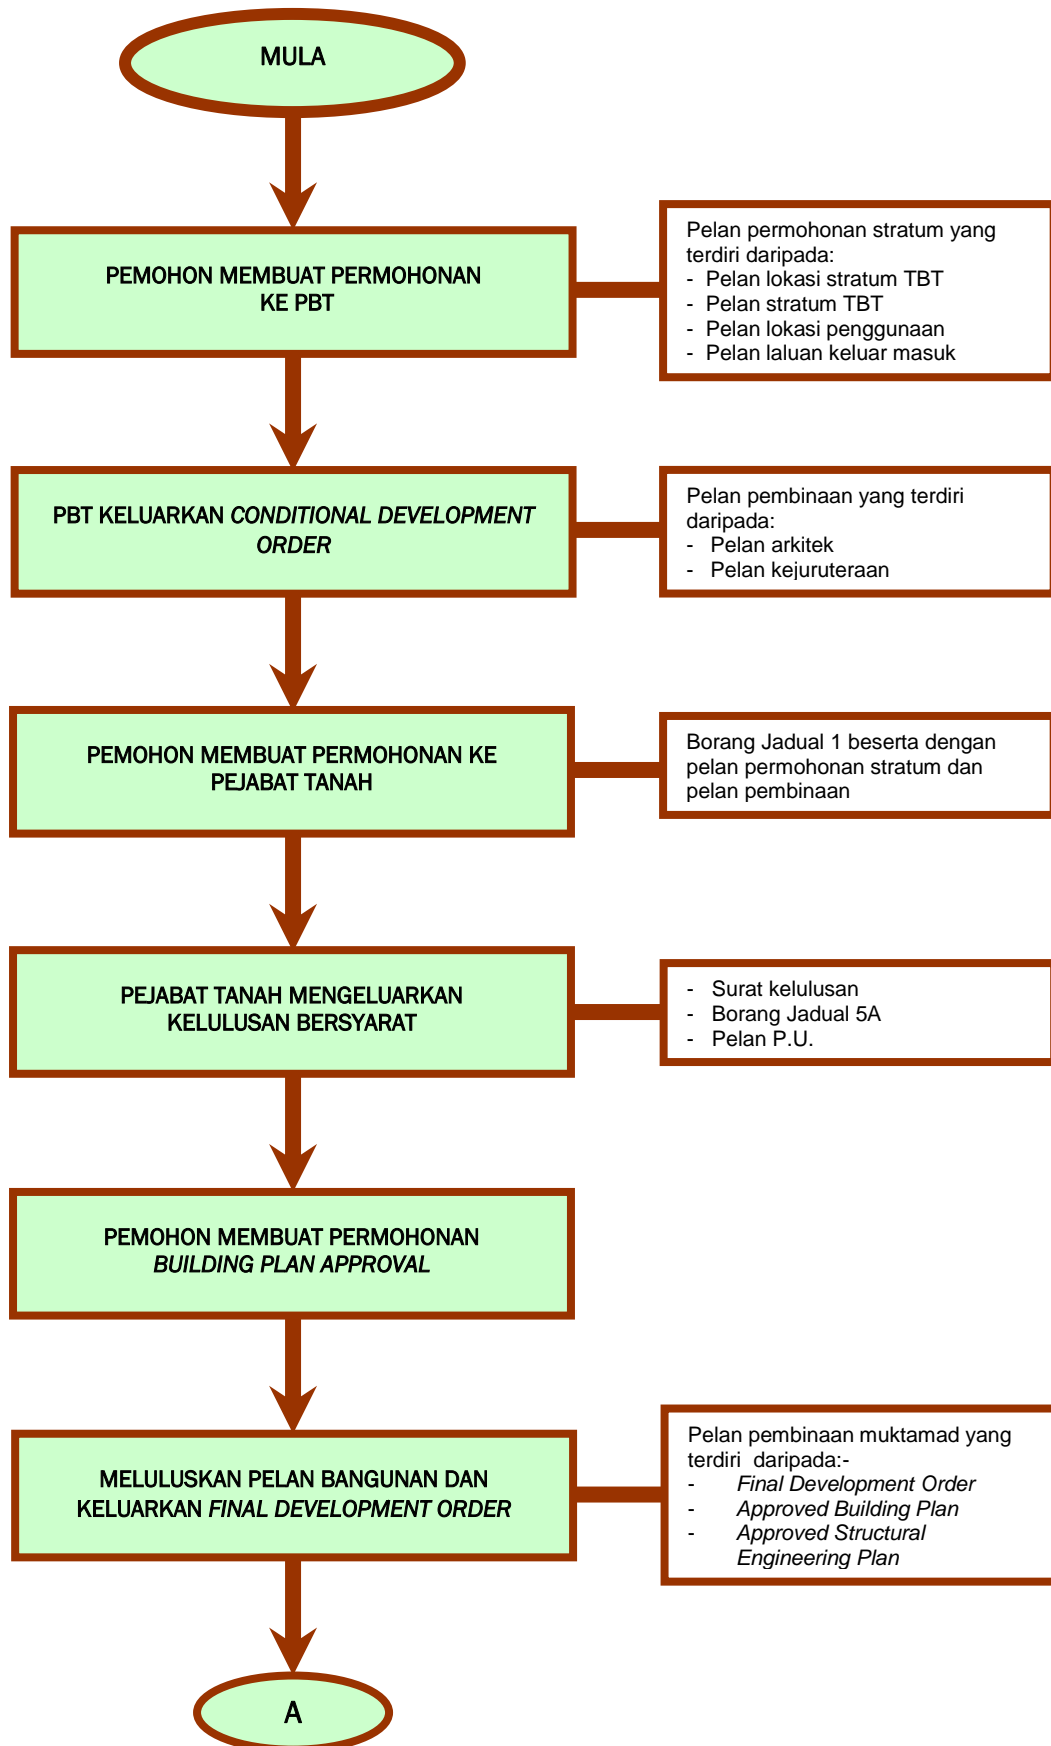 MULA
PEMOHON MEMBUAT PERMOHONAN
KE PBT
Pelan permohonan stratum yang
terdiri daripada:
- Pelan lokasi stratum TBT
- Pelan stratum TBT
- Pelan lokasi penggunaan
- Pelan laluan keluar masuk
PBT KELUARKAN CONDITIONAL DEVELOPMENT
ORDER
Pelan pembinaan yang terdiri
daripada:
- Pelan arkitek
- Pelan kejuruteraan
PEMOHON MEMBUAT PERMOHONAN KE
PEJABAT TANAH
Borang Jadual 1 beserta dengan
pelan permohonan stratum dan
pelan pembinaan
PEJABAT TANAH MENGELUARKAN
KELULUSAN BERSYARAT
- Surat kelulusan
- Borang Jadual 5A
- Pelan P.U.
PEMOHON MEMBUAT PERMOHONAN
BUILDING PLAN APPROVAL
MELULUSKAN PELAN BANGUNAN DAN
KELUARKAN FINAL DEVELOPMENT ORDER
Pelan pembinaan muktamad yang
terdiri daripada:-
- Final Development Order
- Approved Building Plan
- Approved Structural
Engineering Plan
A